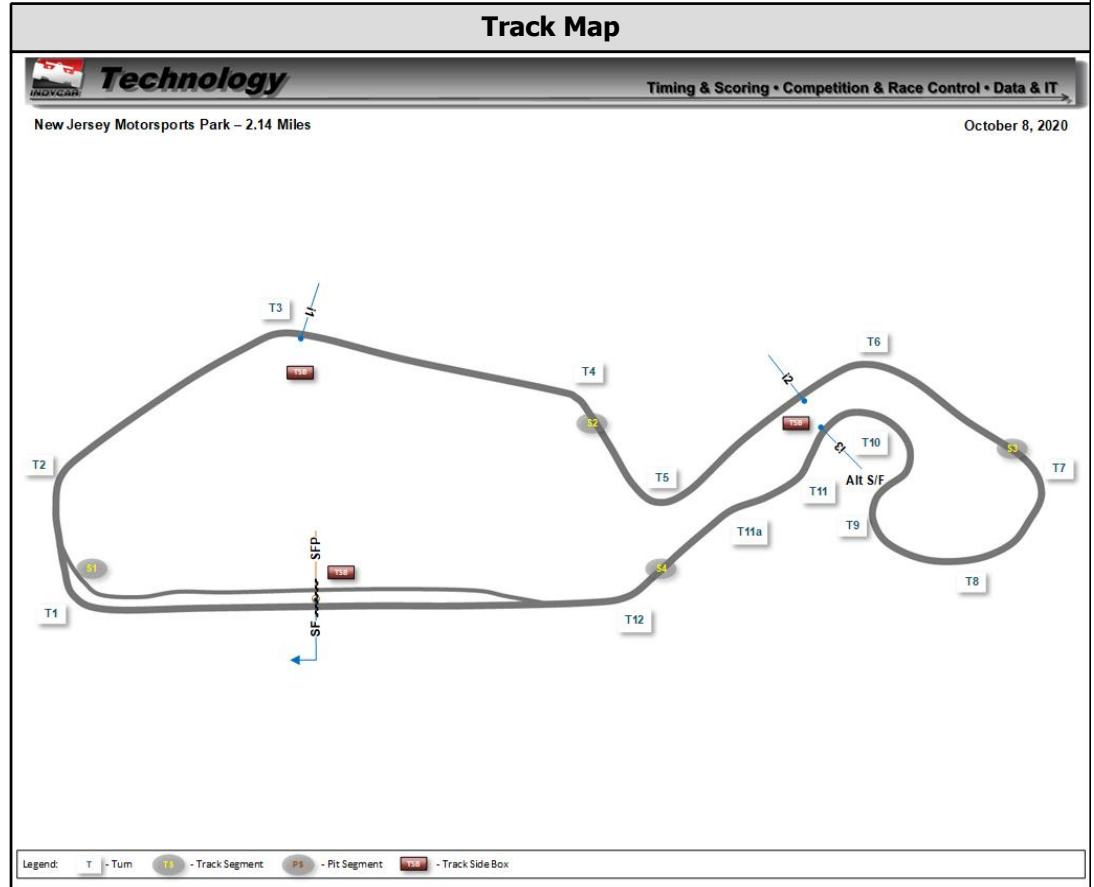 Track Map
INDYCAR Technology
Timing & Scoring • Competition & Race Control • Data & IT
New Jersey Motorsports Park – 2.14 Miles
October 8, 2020
T3
i1
TSB
T4
S2
T6
i2
TSB
T10
i3
Alt S/F
S3
T7
T2
T5
T11
T11a
T9
T8
S1
SFP
TSB
S4
T1
SF
T12
Legend: T - Turn TS - Track Segment PS - Pit Segment TSB - Track Side Box